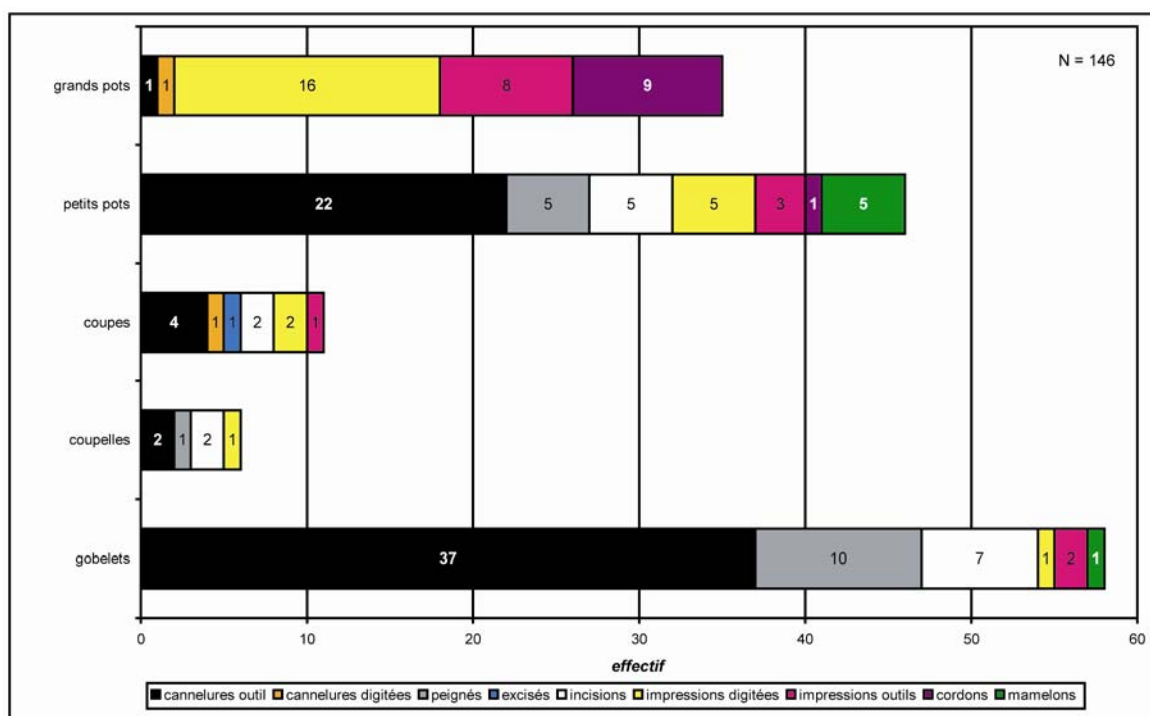 N = 146
grands pots 1 1 16 8 9
petits pots 22 5 5 5 3 1 5
coupes 4 1 1 2 2 1
coupelles 2 1 2 1
gobelets 37 10 7 1 2 1
0 10 20 30 40 50 60
effectif
cannelures outil cannelures digitées peignés excisés incisions impressions digitées impressions outils cordons mamelons